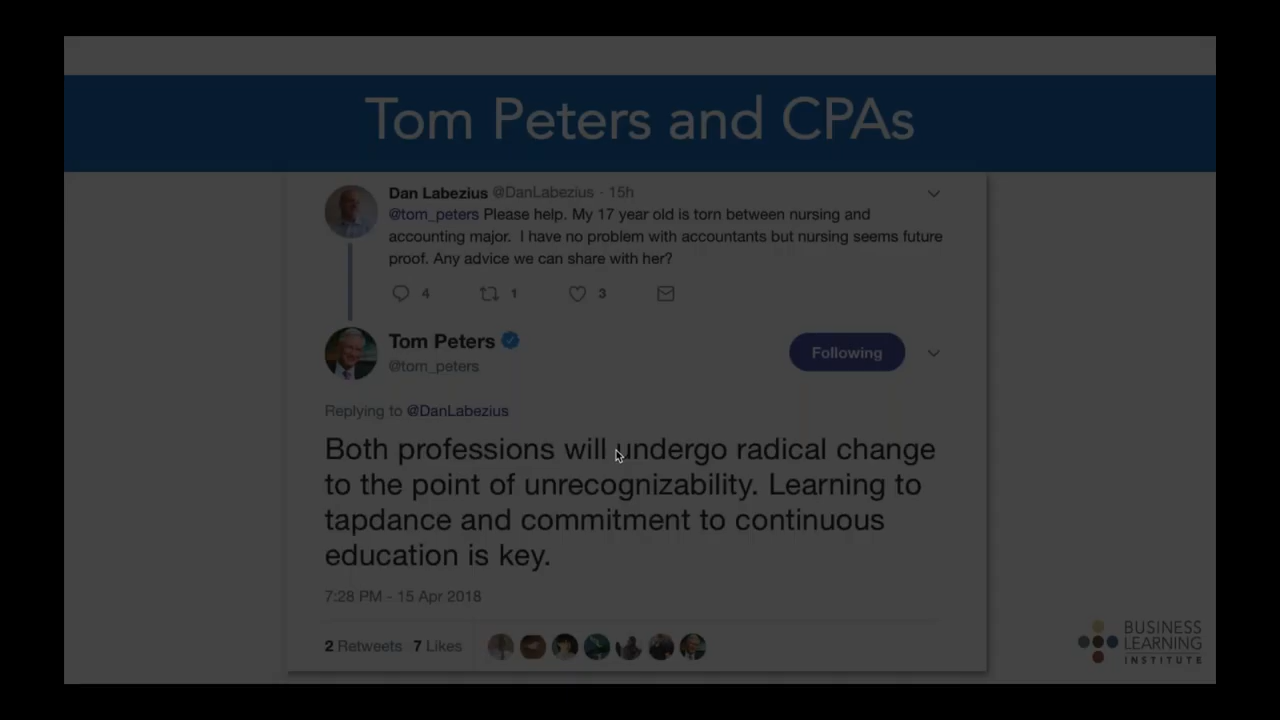 Tom Peters and CPAs
Dan Labezius @DanLabezius · 15h
@tom_peters Please help. My 17 year old is torn between nursing and
accounting major. I have no problem with accountants but nursing seems future
proof. Any advice we can share with her?
4 1 3
Tom Peters
Following
@tom_peters
Replying to @DanLabezius
Both professions will undergo radical change
to the point of unrecognizability. Learning to
tapdance and commitment to continuous
education is key.
7:28 PM - 15 Apr 2018
2 Retweets 7 Likes
BUSINESS
LEARNING
INSTITUTE